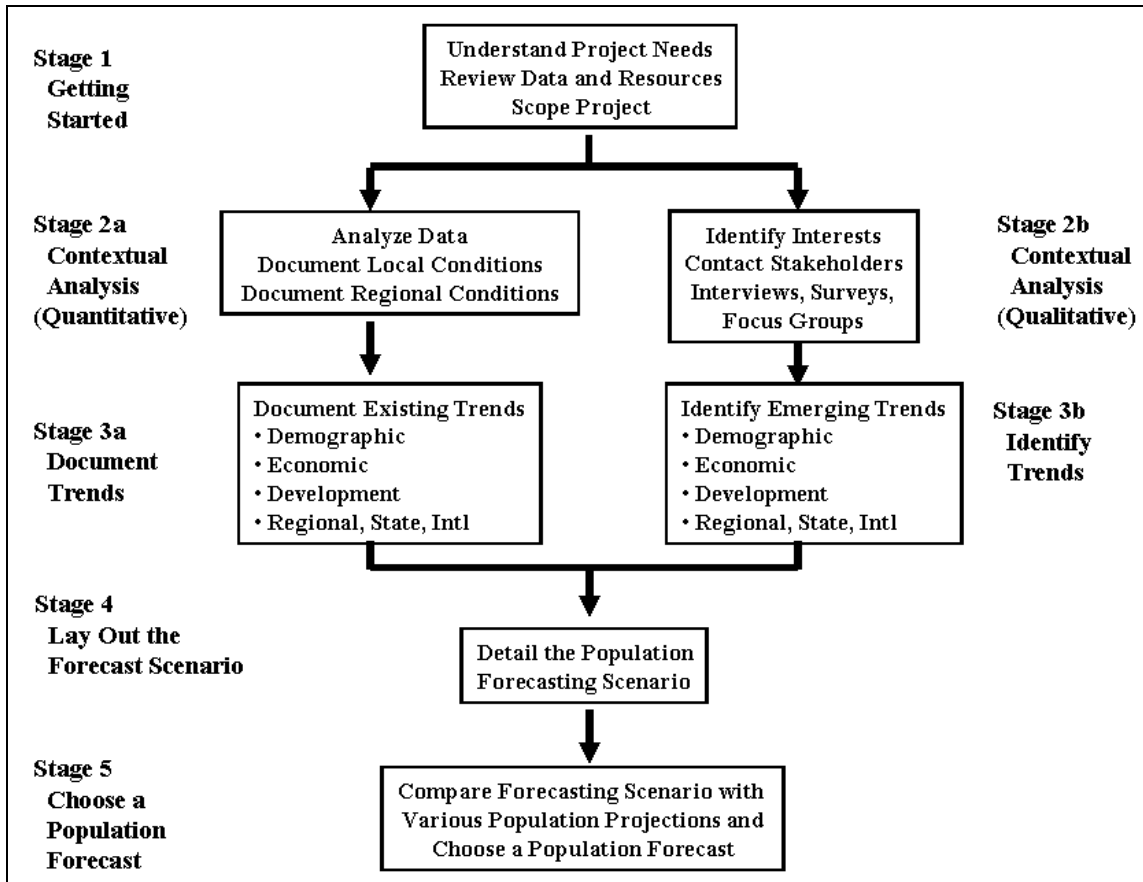 Stage 1
Getting
Started
Understand Project Needs
Review Data and Resources
Scope Project
Stage 2a
Contextual
Analysis
(Quantitative)
Analyze Data
Document Local Conditions
Document Regional Conditions
Identify Interests
Contact Stakeholders
Interviews, Surveys,
Focus Groups
Stage 2b
Contextual
Analysis
(Qualitative)
Stage 3a
Document
Trends
Document Existing Trends
• Demographic
• Economic
• Development
• Regional, State, Intl
Identify Emerging Trends
• Demographic
• Economic
• Development
• Regional, State, Intl
Stage 3b
Identify
Trends
Stage 4
Lay Out the
Forecast Scenario
Detail the Population
Forecasting Scenario
Stage 5
Choose a
Population
Forecast
Compare Forecasting Scenario with
Various Population Projections and
Choose a Population Forecast